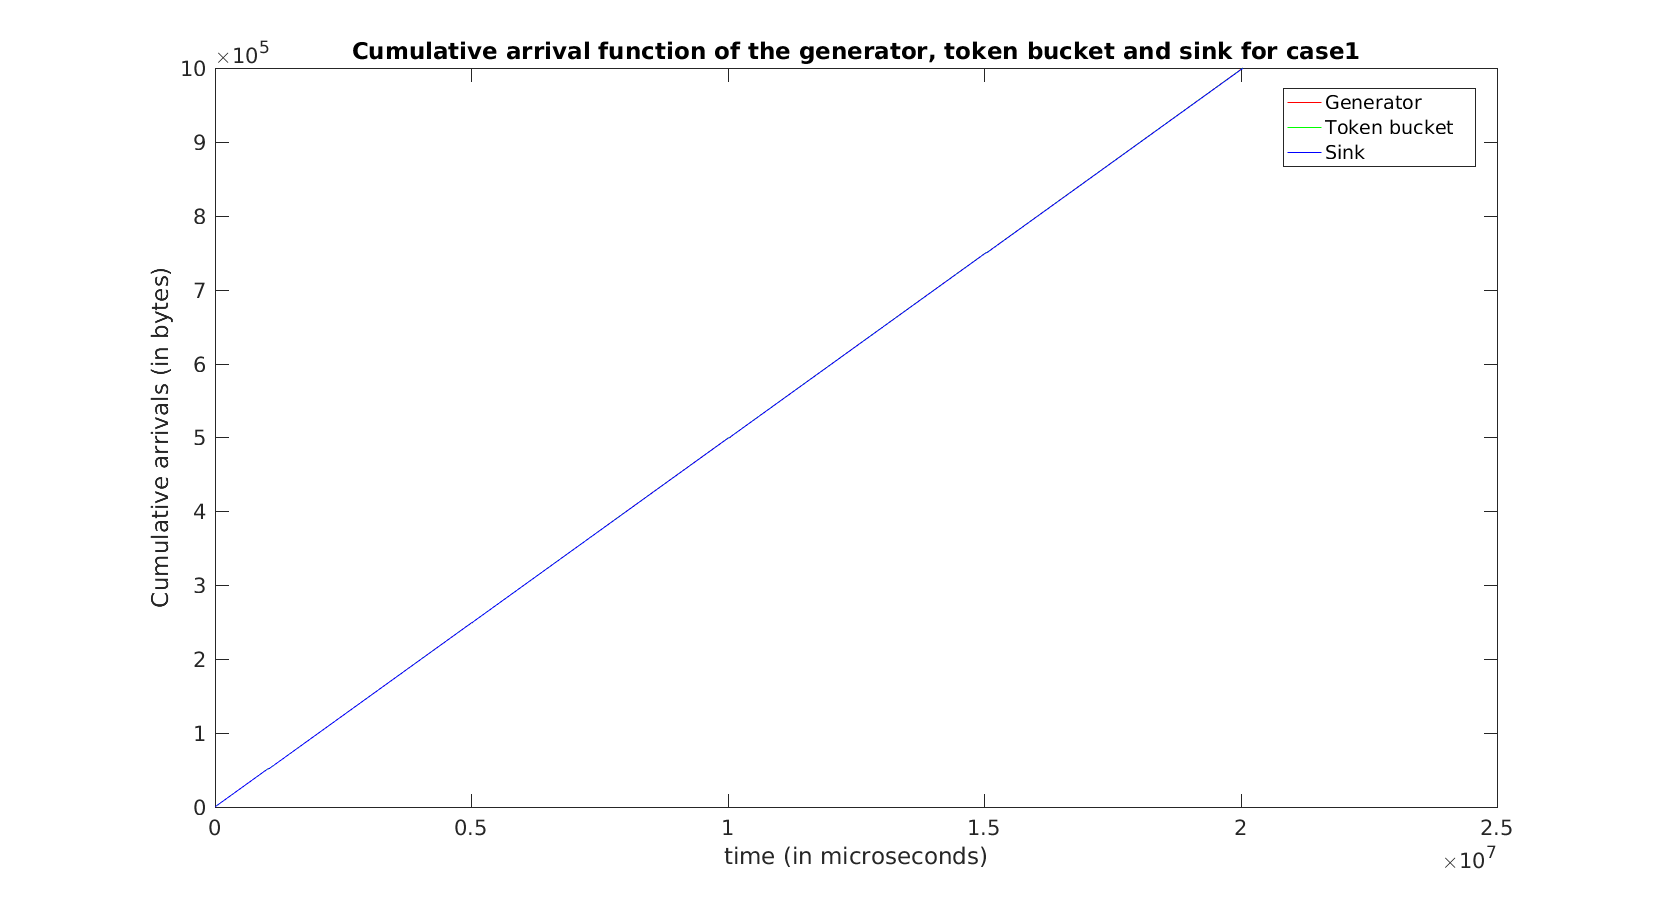 Cumulative arrival function of the generator, token bucket and sink for case1
×10^5
10
9
8
7
6
5
4
3
2
1
0
Cumulative arrivals (in bytes)
Generator
Token bucket
Sink
0 0.5 1 1.5 2 2.5
time (in microseconds)
×10^7